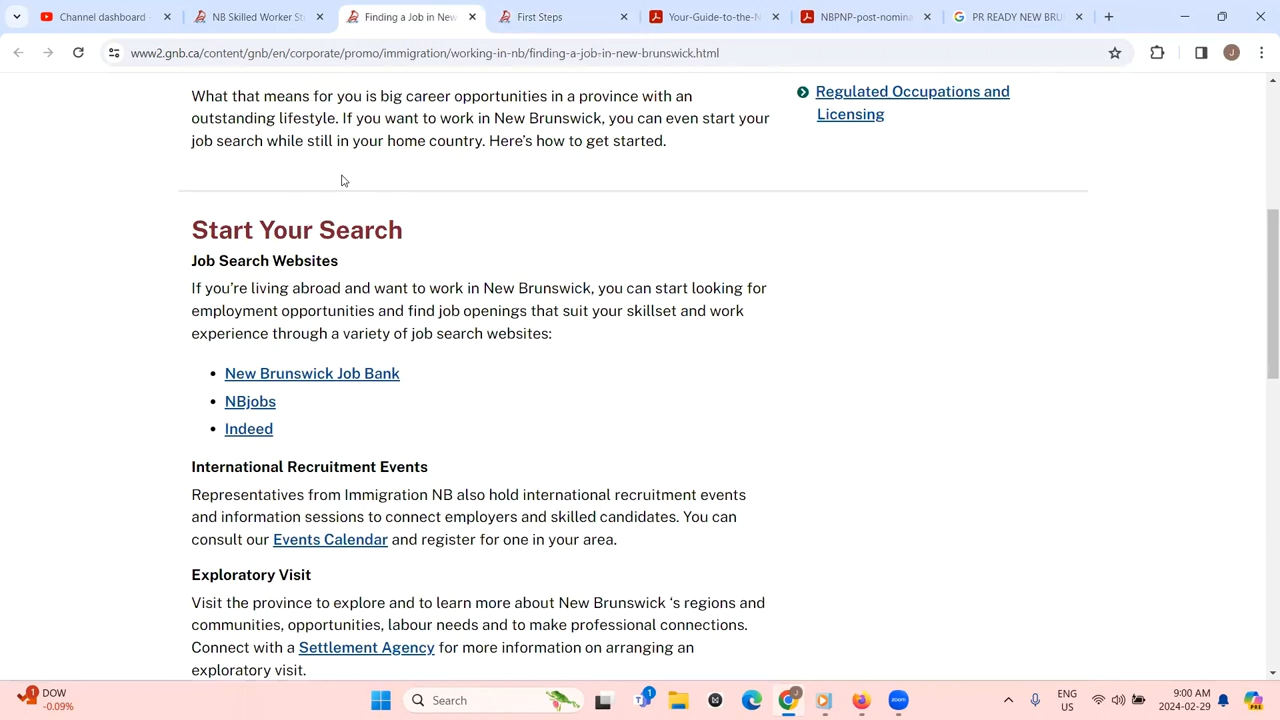 Channel dashboard -
NB Skilled Worker St
Finding a Job in New
First Steps
Your-Guide-to-the-N
NBPNP-post-nomina
PR READY NEW BRU
www2.gnb.ca/content/gnb/en/corporate/promo/immigration/working-in-nb/finding-a-job-in-new-brunswick.html
J
What that means for you is big career opportunities in a province with an
outstanding lifestyle. If you want to work in New Brunswick, you can even start your
job search while still in your home country. Here's how to get started.
Regulated Occupations and
Licensing
Start Your Search
Job Search Websites
If you're living abroad and want to work in New Brunswick, you can start looking for
employment opportunities and find job openings that suit your skillset and work
experience through a variety of job search websites:
• New Brunswick Job Bank
• NBjobs
• Indeed
International Recruitment Events
Representatives from Immigration NB also hold international recruitment events
and information sessions to connect employers and skilled candidates. You can
consult our Events Calendar and register for one in your area.
Exploratory Visit
Visit the province to explore and to learn more about New Brunswick ‘s regions and
communities, opportunities, labour needs and to make professional connections.
Connect with a Settlement Agency for more information on arranging an
exploratory visit.
1
DOW
-0.09%
Search
1
J
zoom
ENG
US
9:00 AM
2024-02-29
PRE